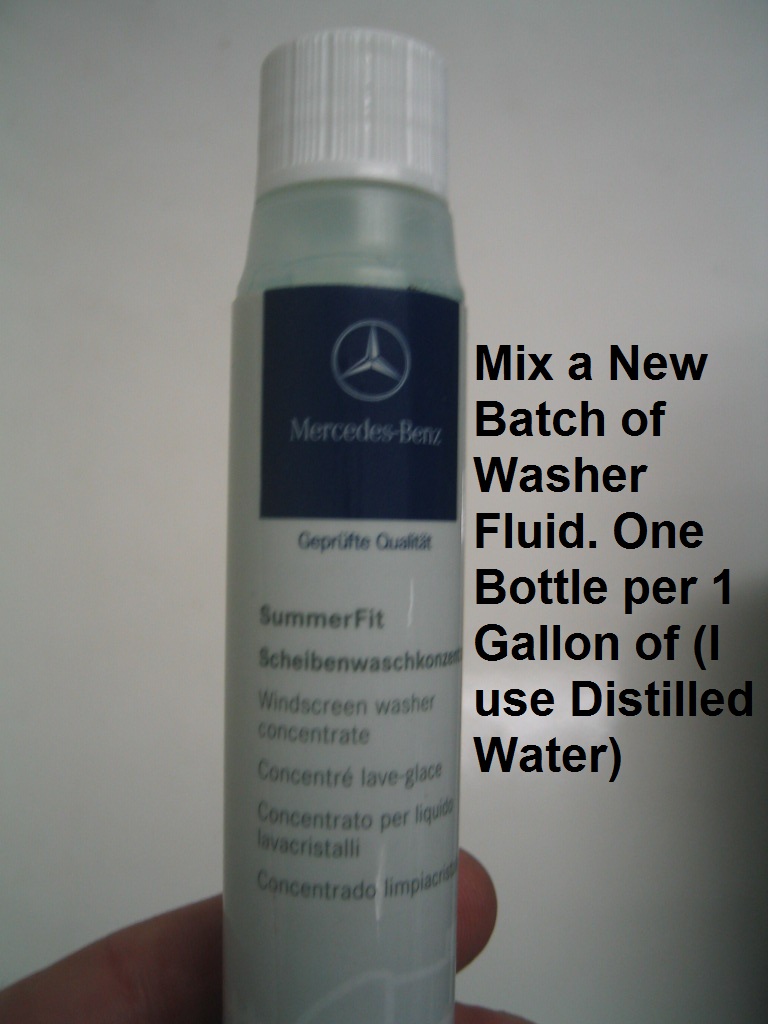 Mercedes-Benz
Geprüfte Qualität
SummerFit
Windscreen washer
concentrate
Concentré lave-glace
Concentrato per liquido
lavacristalli
Concentrado
Mix a New
Batch of
Washer
Fluid. One
Bottle per 1
Gallon of (I
use Distilled
Water)